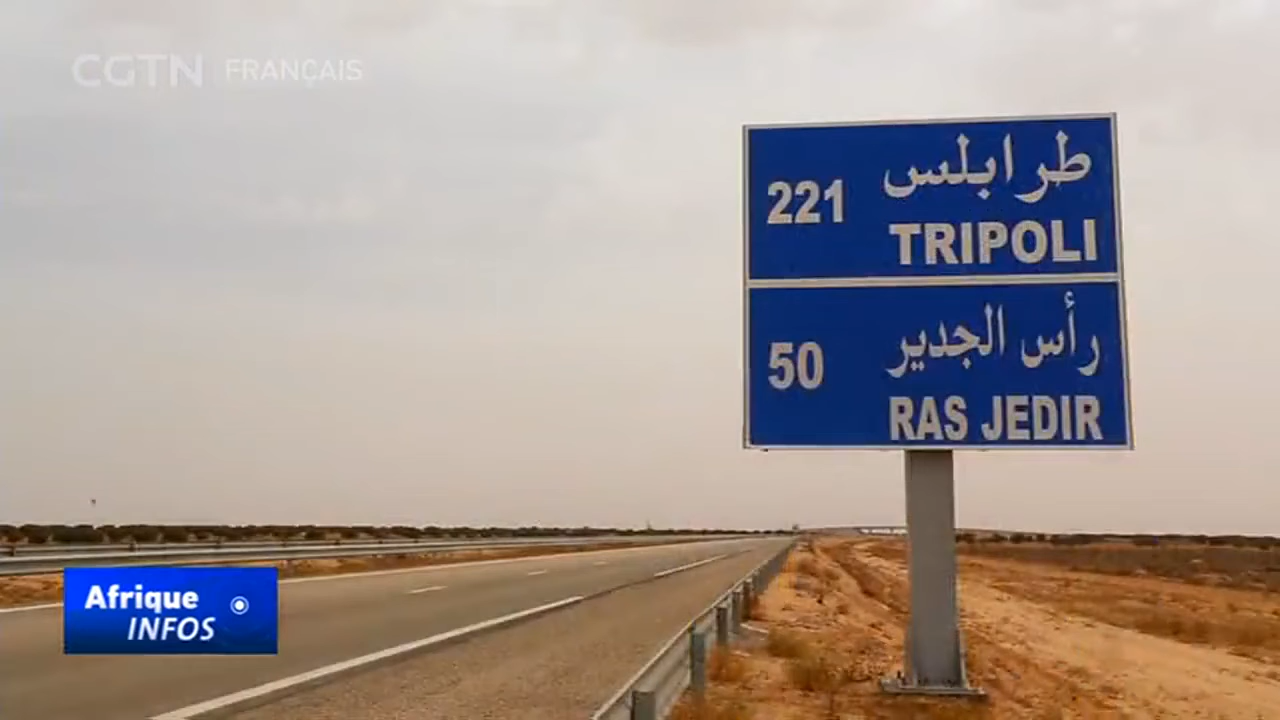 CGTN FRANÇAIS
221 طرابلس
TRIPOLI
50 رأس الجدير
RAS JEDIR
Afrique
INFOS